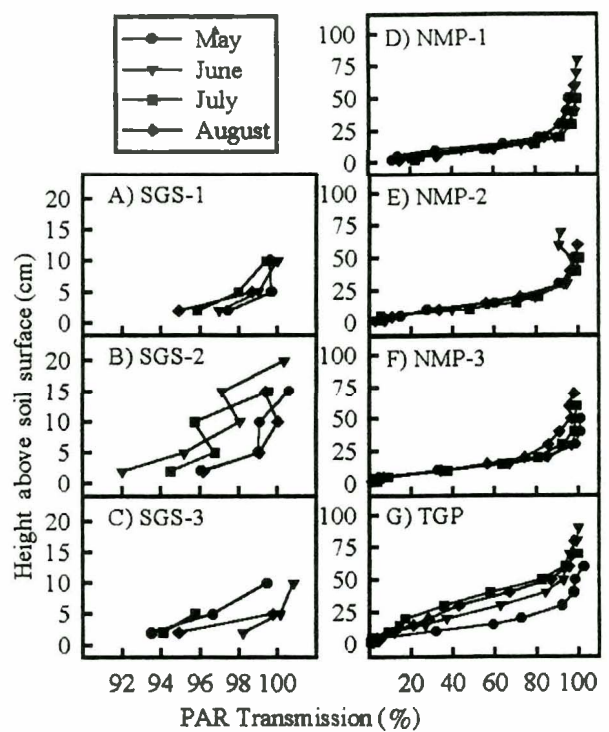 May
June
July
August
A) SGS-1
20
15
10
5
0
B) SGS-2
20
15
10
5
0
C) SGS-3
20
15
10
5
0
92 94 96 98 100
Height above soil surface (cm)
D) NMP-1
100
75
50
25
0
E) NMP-2
100
75
50
25
0
F) NMP-3
100
75
50
25
0
G) TGP
100
75
50
25
0
20 40 60 80 100
PAR Transmission (%)